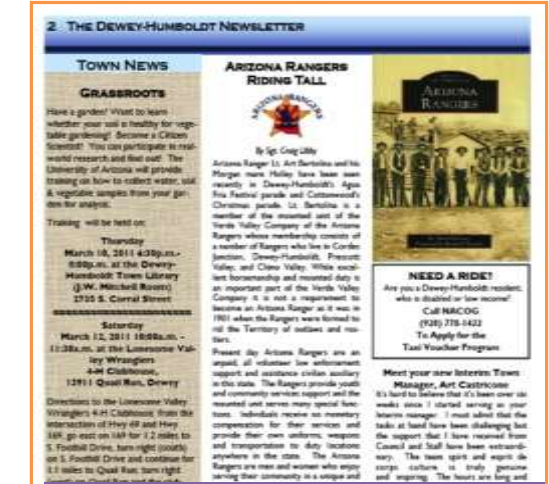 2 THE DEWEY-HUMBOLDT NEWSLETTER
TOWN NEWS
GRASSROOTS
Have a garden? Want to learn
whether your soil is healthy for vege-
table gardening? Become a Citizen
Scientist! You can participate in real-
world research and find out! The
University of Arizona will provide
training on how to collect water, soil
& vegetable samples from your gar-
den for analysis.
Training will be held on:
Thursday
March 10, 2011 4:30p.m.-
6:00p.m. at the Dewey-
Humboldt Town Library
(J.W. Mitchell Room)
2735 S. Corral Street
Saturday
March 12, 2011 10:00a.m. -
11:30a.m. at the Lonesome Val-
ley Wranglers
4-H Clubhouse,
12911 Quail Run, Dewey
Directions to the Lonesome Valley
Wranglers 4-H Clubhouse: from the
intersection of Hwy 69 and Hwy
169, go east on 169 for 1.2 miles to
S. Foothill Drive, turn right (south)
on S. Foothill Drive and continue for
1.1 miles to Quail Run; turn right
ARIZONA RANGERS
RIDING TALL
ARIZONA RANGERS
By Sgt. Craig Libby
Arizona Ranger Lt. Art Bertolina and his
Morgan mare Holley have been seen
recently in Dewey-Humboldt's Agua
Fria Festival parade and Cottonwood's
Christmas parade. Lt. Bertolina is a
member of the mounted unit of the
Verde Valley Company of the Arizona
Rangers whose membership consists of
a number of Rangers who live in Cordes
Junction, Dewey-Humboldt, Prescott
Valley, and Chino Valley. While excel-
lent horsemanship and mounted duty is
an important part of the Verde Valley
Company it is not a requirement to
become an Arizona Ranger as it was in
1901 when the Rangers were formed to
rid the Territory of outlaws and rus-
tlers.
Present day Arizona Rangers are an
unpaid, all volunteer law enforcement
support and assistance civilian auxiliary
in this state. The Rangers provide youth
and community services support and the
mounted unit serves many special func-
tions. Individuals receive no monetary
compensation for their services and
provide their own uniforms, weapons
and transportation to duty locations
anywhere in the state. The Arizona
Rangers are men and women who enjoy
serving their community in a unique and
ARIZONA
RANGERS
NEED A RIDE?
Are you a Dewey-Humboldt resident,
who is disabled or low income?
Call NACOG
(928) 778-1422
To Apply for the
Taxi Voucher Program
Meet your new Interim Town
Manager, Art Castricone
It's hard to believe that it's been over six
weeks since I started serving as your
Interim manager. I must admit that the
tasks at hand have been challenging but
the support that I have received from
Council and Staff have been extraordi-
nary. The team spirit and esprit de
corps culture is truly genuine
and inspiring. The hours are long and